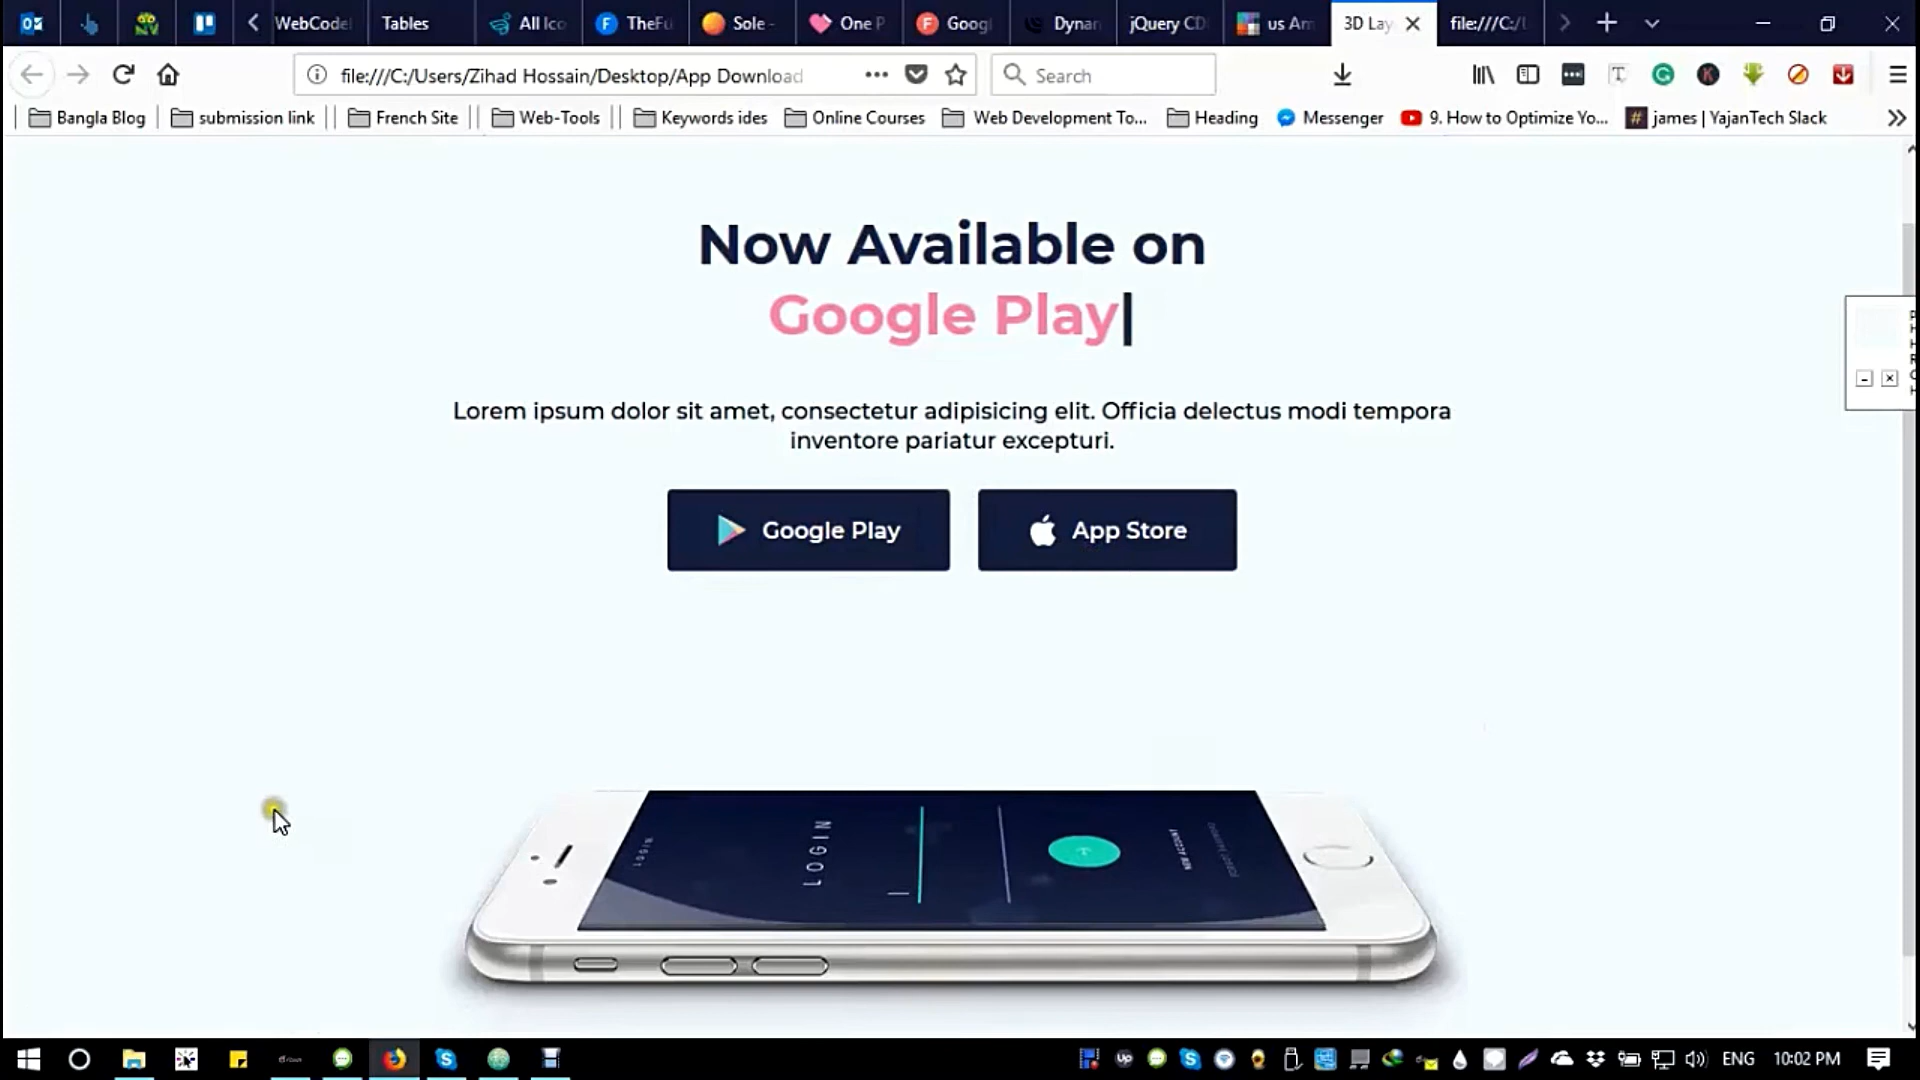 WebCode
Tables
All Ico
TheFu
Sole -
One P
Googl
Dynan
jQuery CD
us Am
3D Lay
file:///C:/U
file:///C:/Users/Zihad Hossain/Desktop/App Download
Search
Bangla Blog
submission link
French Site
Web-Tools
Keywords ides
Online Courses
Web Development To...
Heading
Messenger
9. How to Optimize Yo...
james | YajanTech Slack
Now Available on
Google Play
Lorem ipsum dolor sit amet, consectetur adipisicing elit. Officia delectus modi tempora
inventore pariatur excepturi.
Google Play
App Store
LOGIN
LOGIN
NEW ACCOUNT
ENG
10:02 PM